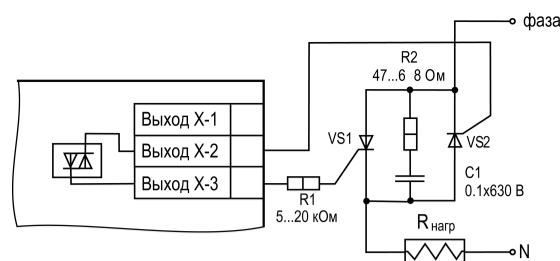 фаза
R2
47...6 8 Ом
Выход X-1
Выход X-2
Выход X-3
VS1
VS2
C1
0.1x630 В
R1
5...20 кОм
Rнагр
N